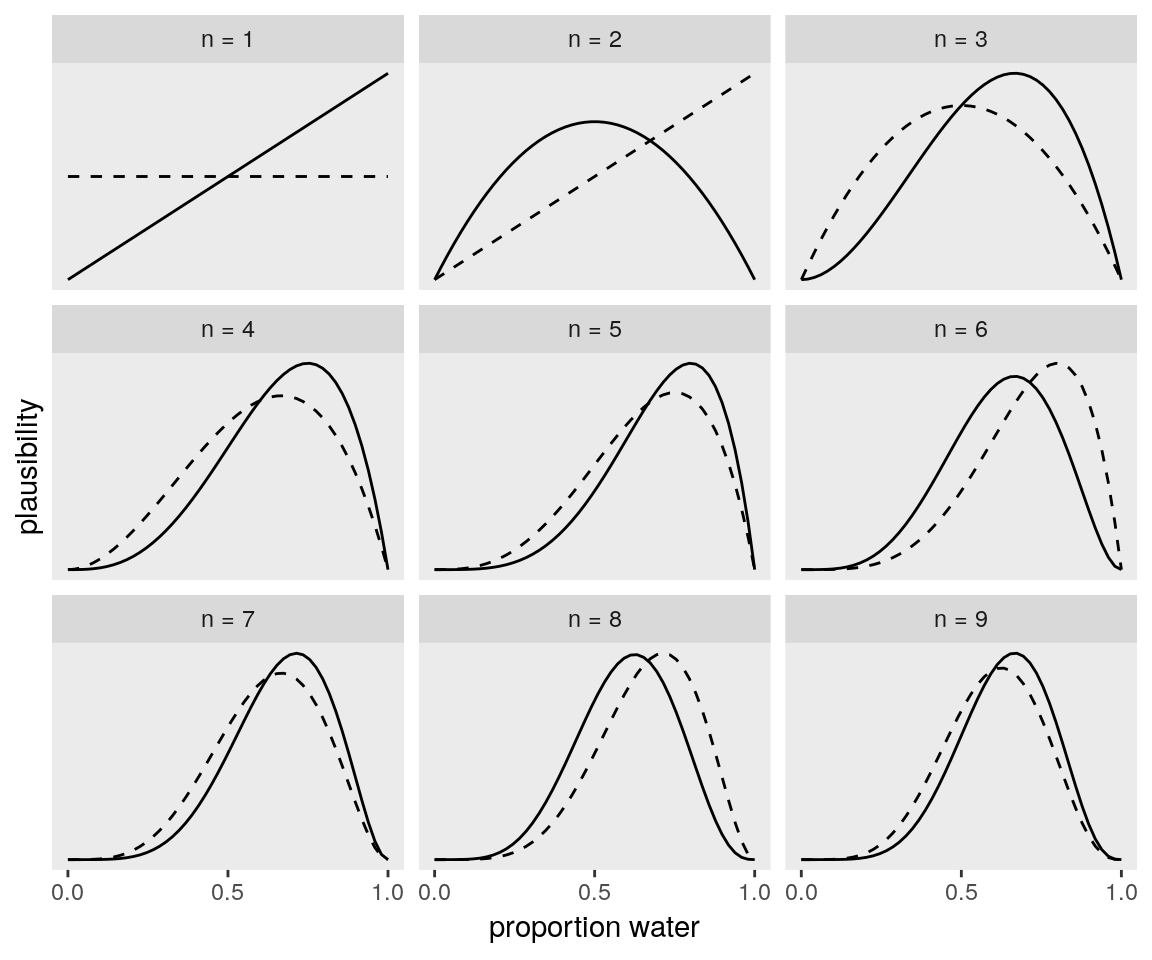 n = 1
n = 2
n = 3
n = 4
n = 5
n = 6
n = 7
n = 8
n = 9
plausibility
0.0 0.5 1.0
0.0 0.5 1.0
0.0 0.5 1.0
proportion water